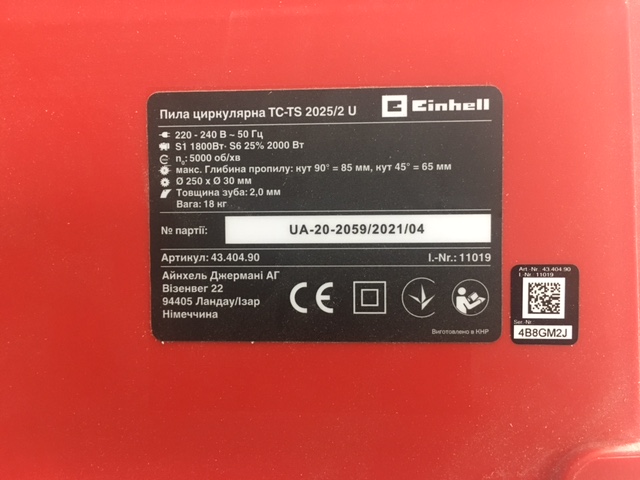 Пила циркулярна TC-TS 2025/2 U
Einhell
220 - 240 В ~ 50 Гц
S1 1800Вт· S6 25% 2000 Вт
n₀: 5000 об/хв
макс. Глибина пропилу: кут 90° = 85 мм, кут 45° = 65 мм
Ø 250 x Ø 30 мм
Товщина зуба: 2,0 мм
Вага: 18 кг
№ партії: UA-20-2059/2021/04
Артикул: 43.404.90 I.-Nr.: 11019
Айнхель Джермані АГ
Візенвег 22
94405 Ландау/Ізар
Німеччина
CE
Виготовлено в КНР
Art.-Nr.: 43.404.90
I.-Nr.: 11019
Ser. Nr
4B8GM2J